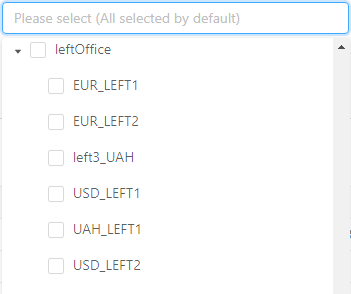 Please select (All selected by default)
leftOffice
EUR_LEFT1
EUR_LEFT2
left3_UAH
USD_LEFT1
UAH_LEFT1
USD_LEFT2